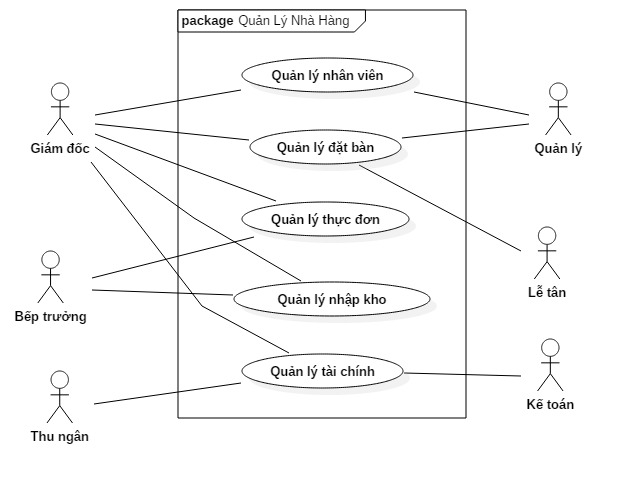 package Quản Lý Nhà Hàng
Quản lý nhân viên
Giám đốc
Quản lý đặt bàn
Quản lý
Quản lý thực đơn
Lễ tân
Quản lý nhập kho
Bếp trưởng
Quản lý tài chính
Kế toán
Thu ngân